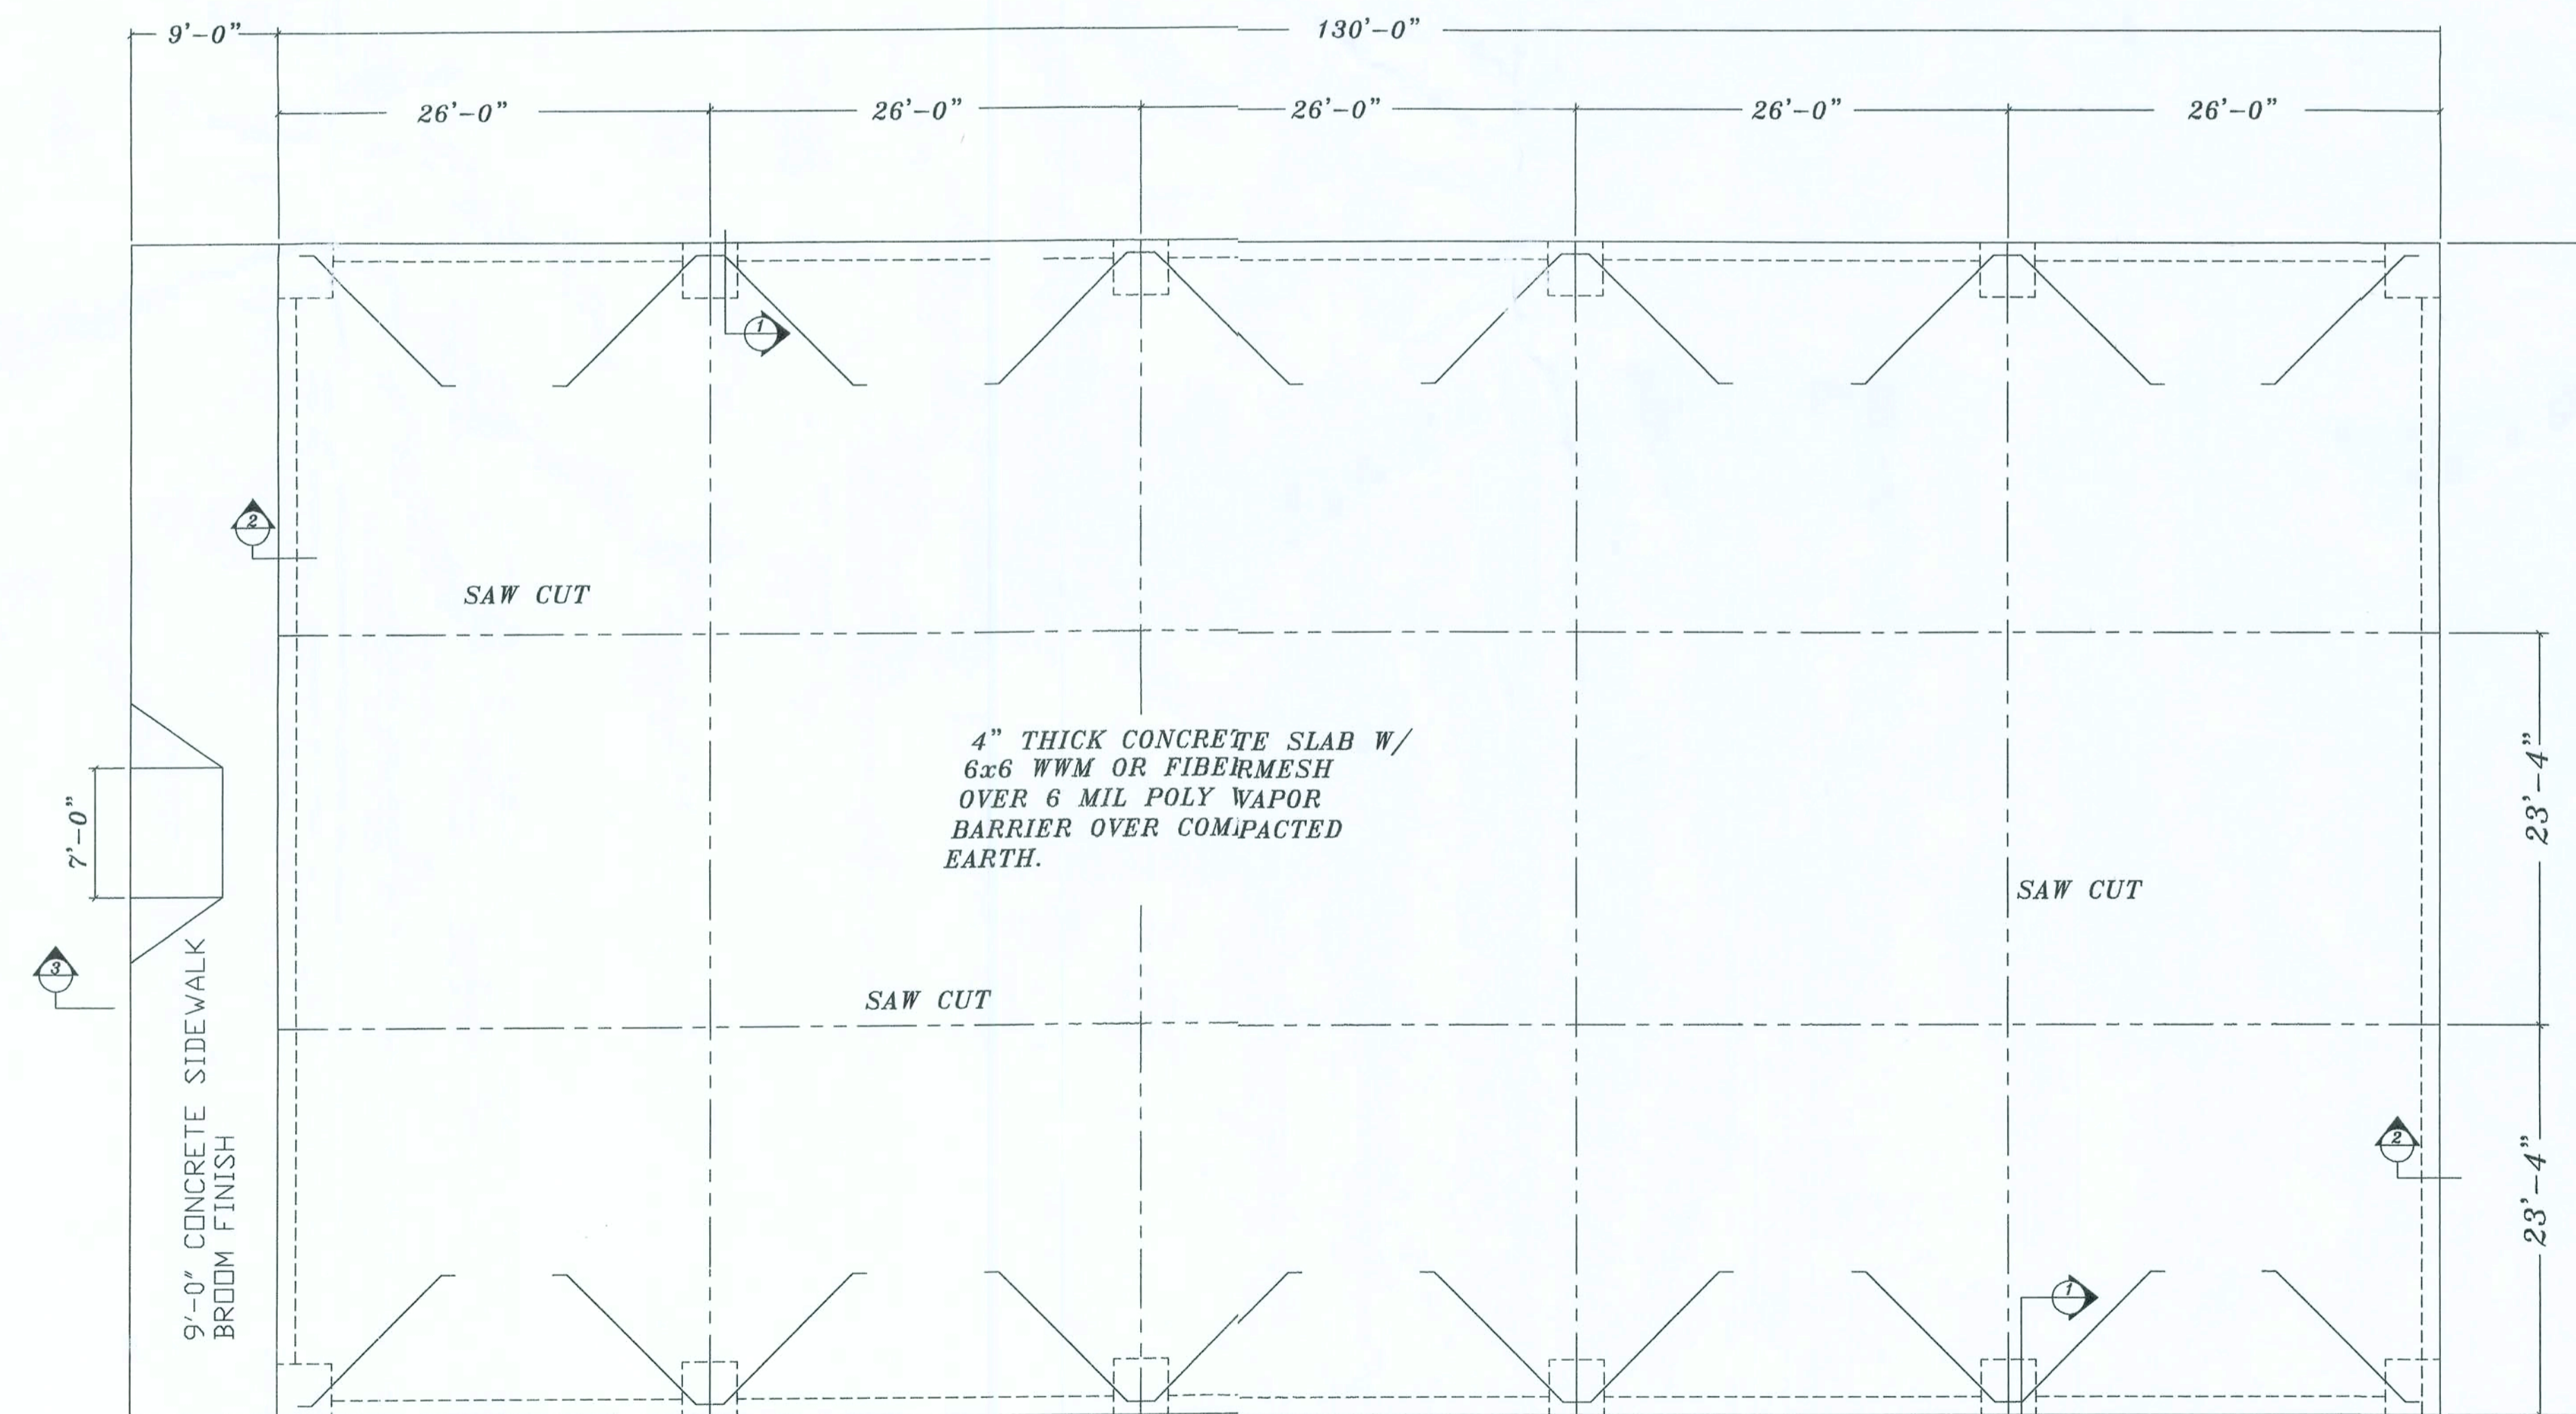 9'-0"
130'-0"
26'-0"
26'-0"
26'-0"
26'-0"
26'-0"
1
2
SAW CUT
4" THICK CONCRETE SLAB W/
6x6 WWM OR FIBERMESH
OVER 6 MIL POLY VAPOR
BARRIER OVER COMPACTED
EARTH.
23'-4"
7'-0"
SAW CUT
3
SAW CUT
9'-0" CONCRETE SIDEWALK
BROOM FINISH
2
23'-4"
1